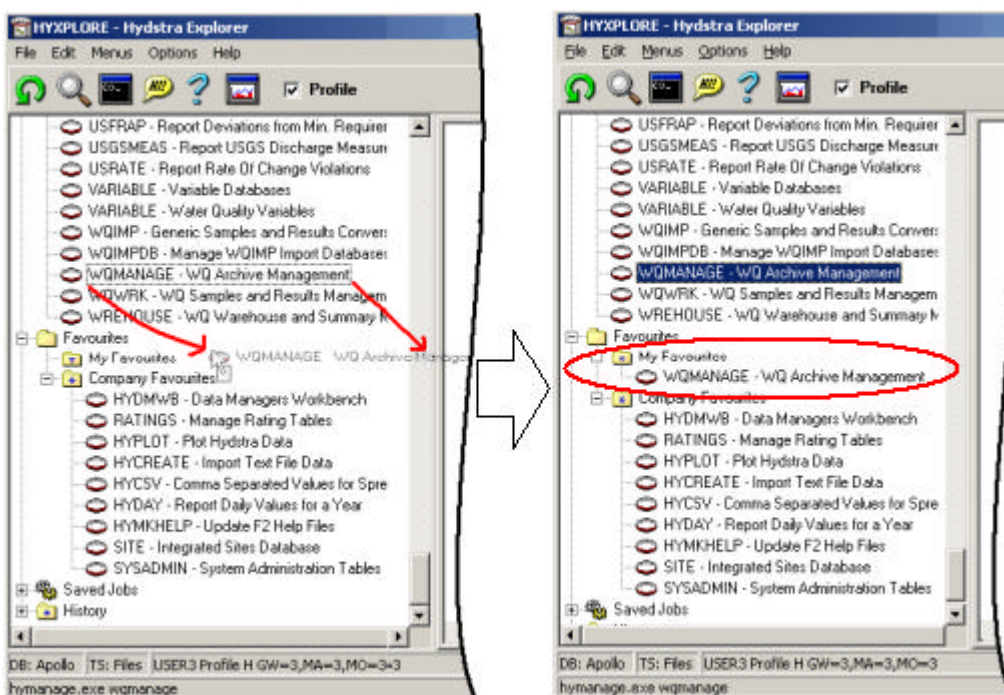 HYXPLORE - Hydstra Explorer
File Edit Menus Options Help
Profile
USFRAP - Report Deviations from Min. Requirer
USGSMEAS - Report USGS Discharge Measur
USRATE - Report Rate Of Change Violations
VARIABLE - Variable Databases
VARIABLE - Water Quality Variables
WQIMP - Generic Samples and Results Conver
WQIMPDB - Manage WQIMP Import Database
WQMANAGE - WQ Archive Management
WQWRK - WQ Samples and Results Managem
WREHOUSE - WQ Warehouse and Summary
Favourites
My Favourites
WQMANAGE - WQ Archive Manage
Company Favourites
HYDMWB - Data Managers Workbench
RATINGS - Manage Rating Tables
HYPLOT - Plot Hydstra Data
HYCREATE - Import Text File Data
HYCSV - Comma Separated Values for Spre
HYDAY - Report Daily Values for a Year
HYMKHELP - Update F2 Help Files
SITE - Integrated Sites Database
SYSADMIN - System Administration Tables
Saved Jobs
History
DB: Apollo TS: Files USER3 Profile H GW=3,MA=3,MO=3=3
hymanage.exe wqmanage
HYXPLORE - Hydstra Explorer
File Edit Menus Options Help
Profile
USFRAP - Report Deviations from Min. Requirer
USGSMEAS - Report USGS Discharge Measur
USRATE - Report Rate Of Change Violations
VARIABLE - Variable Databases
VARIABLE - Water Quality Variables
WQIMP - Generic Samples and Results Conver
WQIMPDB - Manage WQIMP Import Database
WQMANAGE - WQ Archive Management
WQWRK - WQ Samples and Results Managem
WREHOUSE - WQ Warehouse and Summary
Favourites
My Favourites
WQMANAGE - WQ Archive Management
Company Favourites
HYDMWB - Data Managers Workbench
RATINGS - Manage Rating Tables
HYPLOT - Plot Hydstra Data
HYCREATE - Import Text File Data
HYCSV - Comma Separated Values for Spre
HYDAY - Report Daily Values for a Year
HYMKHELP - Update F2 Help Files
SITE - Integrated Sites Database
SYSADMIN - System Administration Tables
Saved Jobs
DB: Apollo TS: Files USER3 Profile H GW=3,MA=3,MO=3
hymanage.exe wqmanage